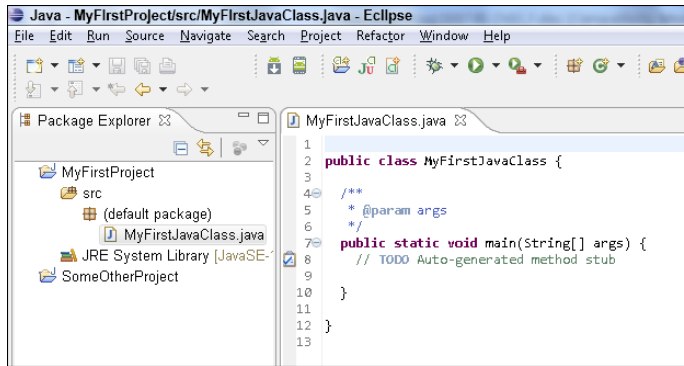 Java - MyFirstProject/src/MyFirstJavaClass.java - Eclipse
File Edit Run Source Navigate Search Project Refactor Window Help
Package Explorer
MyFirstProject
src
(default package)
MyFirstJavaClass.java
JRE System Library [JavaSE-
SomeOtherProject
MyFirstJavaClass.java
1
2 public class MyFirstJavaClass {
3
4 /**
5 * @param args
6 */
7 public static void main(String[] args) {
8 // TODO Auto-generated method stub
9
10 }
11
12 }
13